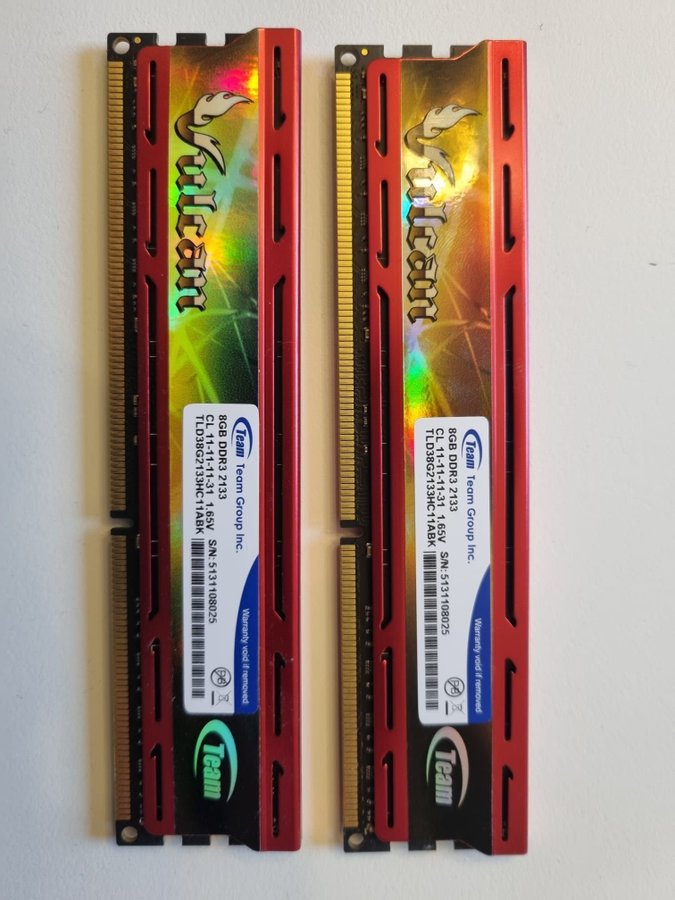 Vulcan
Team Team Group Inc.
8GB DDR3 2133
CL 11-11-11-31 1.65V S/N: 5131108025
TLD38G2133HC11ABK
Warranty void if removed
Team
Vulcan
Team Team Group Inc.
8GB DDR3 2133
CL 11-11-11-31 1.65V S/N: 5131108025
TLD38G2133HC11ABK
Warranty void if removed
Team